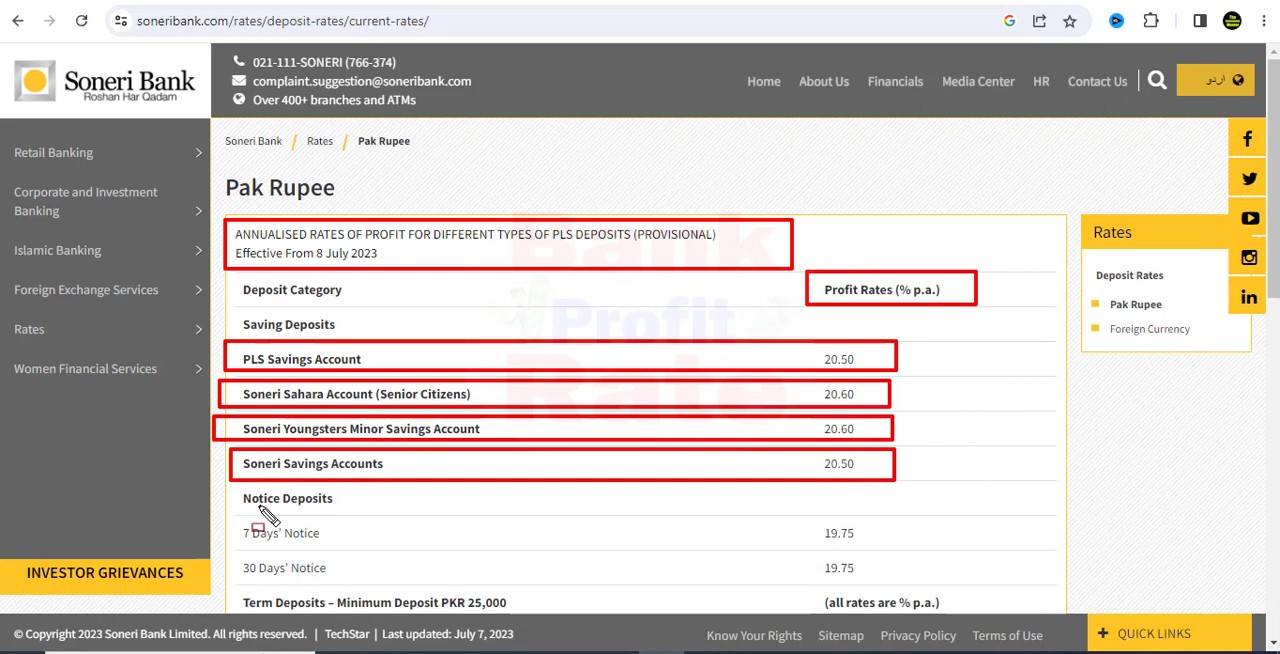 soneribank.com/rates/deposit-rates/current-rates/
Soneri Bank
Roshan Har Qadam
021-111-SONERI (766-374)
complaint.suggestion@soneribank.com
Over 400+ branches and ATMs
Home About Us Financials Media Center HR Contact Us اردو
Retail Banking
Corporate and Investment
Banking
Islamic Banking
Foreign Exchange Services
Rates
Women Financial Services
INVESTOR GRIEVANCES
Soneri Bank / Rates / Pak Rupee
Pak Rupee
ANNUALISED RATES OF PROFIT FOR DIFFERENT TYPES OF PLS DEPOSITS (PROVISIONAL)
Effective From 8 July 2023
Deposit Category Profit Rates (% p.a.)
Saving Deposits
PLS Savings Account 20.50
Soneri Sahara Account (Senior Citizens) 20.60
Soneri Youngsters Minor Savings Account 20.60
Soneri Savings Accounts 20.50
Notice Deposits
7 Days' Notice 19.75
30 Days' Notice 19.75
Term Deposits – Minimum Deposit PKR 25,000 (all rates are % p.a.)
Bank
Profit
Rate
Rates
Deposit Rates
Pak Rupee
Foreign Currency
© Copyright 2023 Soneri Bank Limited. All rights reserved. | TechStar | Last updated: July 7, 2023
Know Your Rights Sitemap Privacy Policy Terms of Use
+ QUICK LINKS